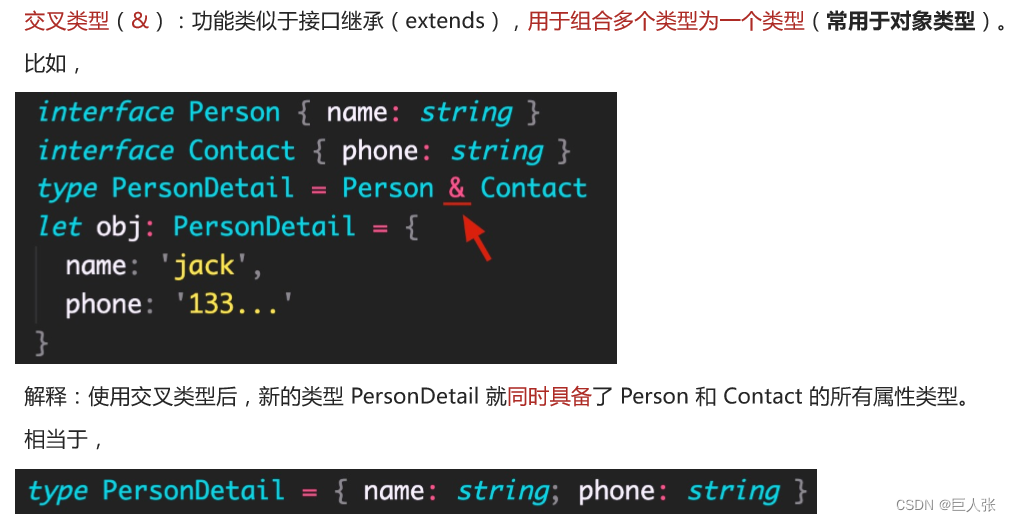 交叉类型（&）：功能类似于接口继承（extends），用于组合多个类型为一个类型（常用于对象类型）。
比如，
interface Person { name: string }
interface Contact { phone: string }
type PersonDetail = Person & Contact
let obj: PersonDetail = {
  name: 'jack',
  phone: '133...'
}
解释：使用交叉类型后，新的类型 PersonDetail 就同时具备了 Person 和 Contact 的所有属性类型。
相当于，
type PersonDetail = { name: string; phone: string }
CSDN @巨人张